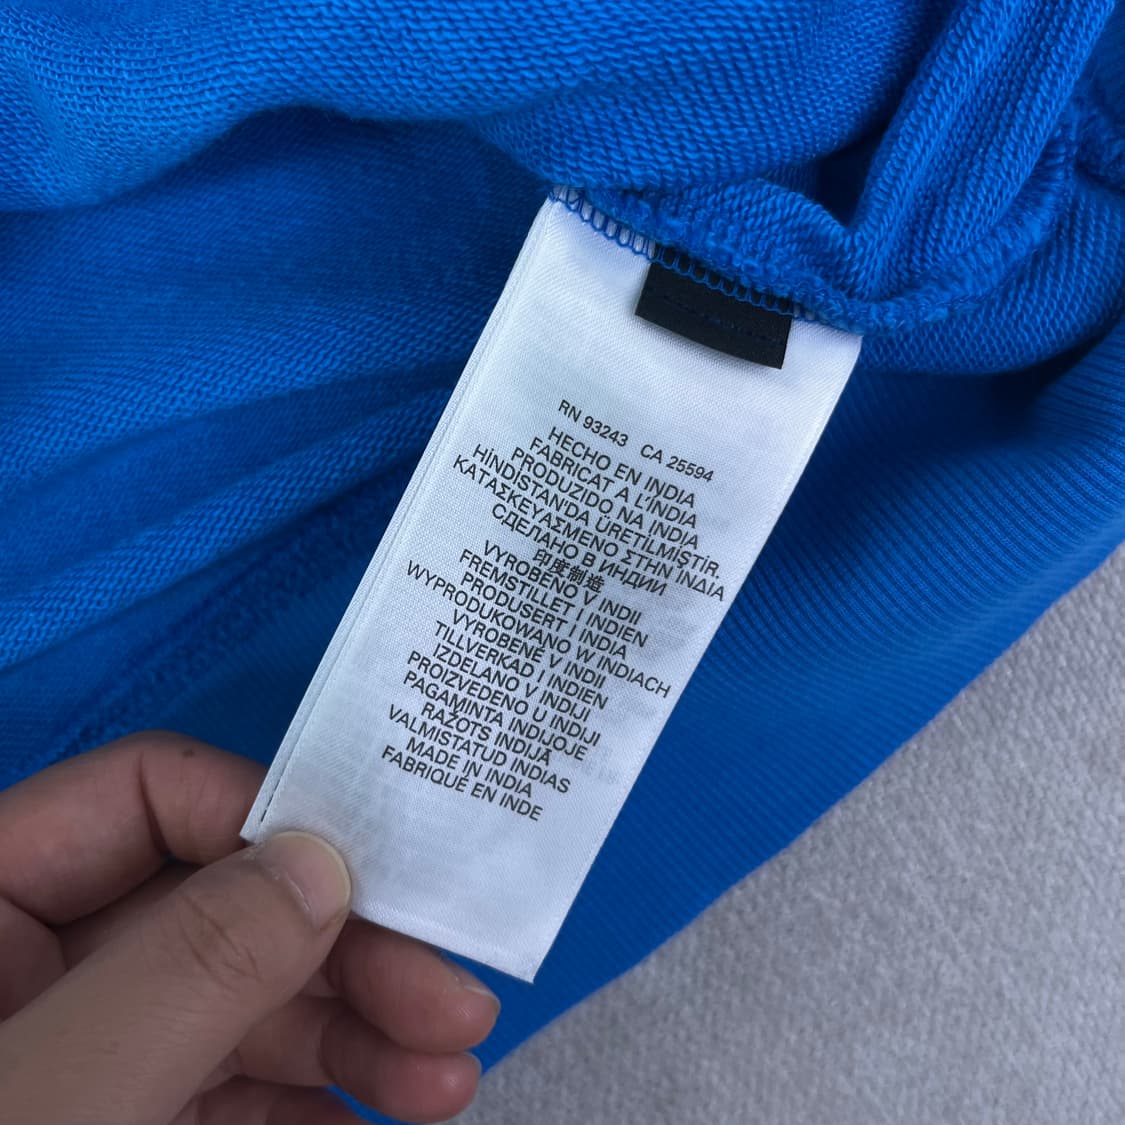 RN 93243 CA 25594
HECHO EN INDIA
FABRICAT A L'ÍNDIA
PRODUZIDO NA INDIA
HİNDİSTAN'DA ÜRETİLMİŞTİR.
ΚΑΤΑΣΚΕΥΑΣΜΕΝΟ ΣΤΗΝ ΙΝΔΙΑ
СДЕЛАНО В ИНДИИ
印度制造
VYROBENO V INDII
FREMSTILLET I INDIEN
PRODUSERT I INDIA
WYPRODUKOWANO W INDIACH
VYROBENÉ V INDII
TILLVERKAD I INDIEN
IZDELANO V INDIJI
PROIZVEDENO U INDIJI
PAGAMINTA INDIJOJE
RAŽOTS INDIJĀ
VALMISTATUD INDIAS
MADE IN INDIA
FABRIQUÉ EN INDE